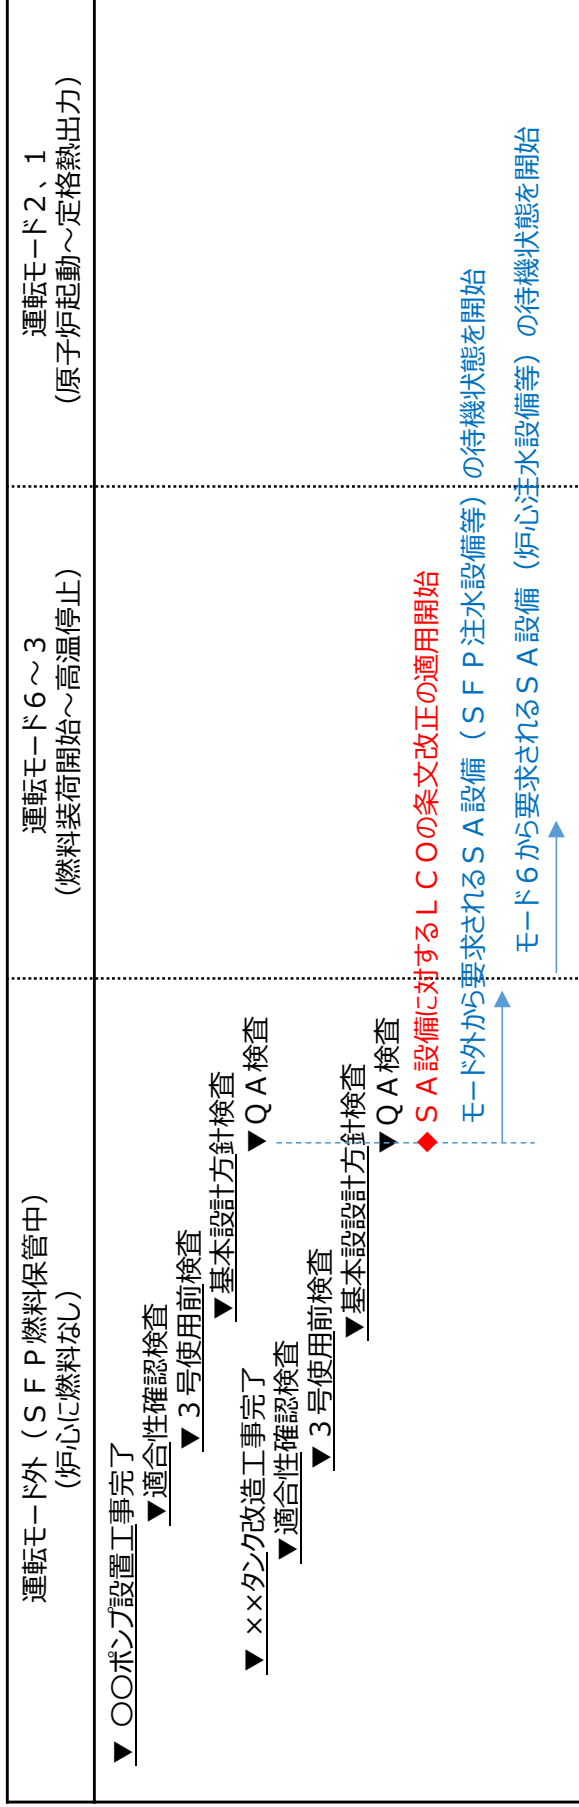 運転モード外（ＳＦＰ燃料保管中）
（炉心に燃料なし）
運転モード６～３
（燃料装荷開始～高温停止）
運転モード２、１
（原子炉起動～定格熱出力）
▼ 〇〇ポンプ設置工事完了
▼適合性確認検査
▼３号使用前検査
▼基本設計方針検査
▼ＱＡ検査
▼ ××タンク改造工事完了
▼適合性確認検査
▼３号使用前検査
▼基本設設計方針検査
▼ＱＡ検査
◆ＳＡ設備に対するＬＣＯの条文改正の適用開始
モード外から要求されるＳＡ設備（ＳＦＰ注水設備等）の待機状態を開始
モード６から要求されるＳＡ設備（炉心注水設備等）の待機状態を開始